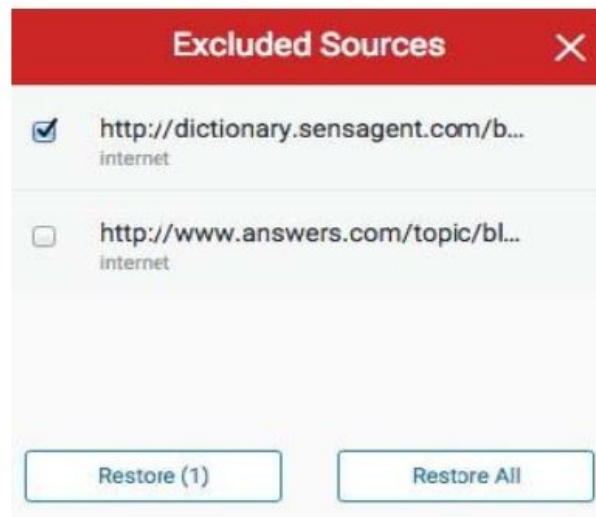 Excluded Sources
http://dictionary.sensagent.com/b...
internet
http://www.answers.com/topic/bl...
internet
Restore (1)
Restore All